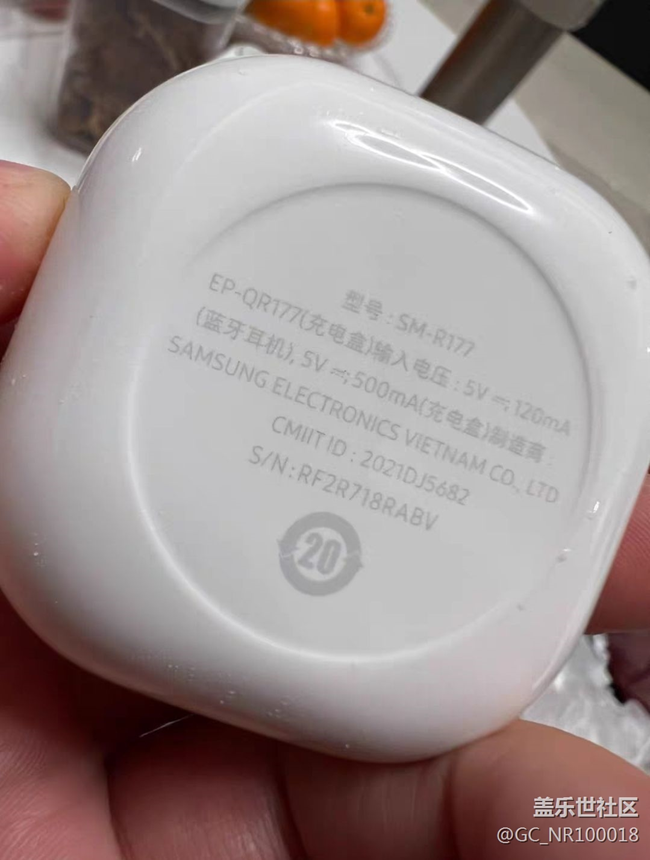 型号 : SM-R177
EP-QR177(充电盒)输入电压 : 5V ⎓; 120mA
(蓝牙耳机), 5V ⎓; 500mA(充电盒)制造商 :
SAMSUNG ELECTRONICS VIETNAM CO., LTD
CMIIT ID : 2021DJ5682
S/N : RF2R718RABV
20
盖乐世社区
@GC_NR100018